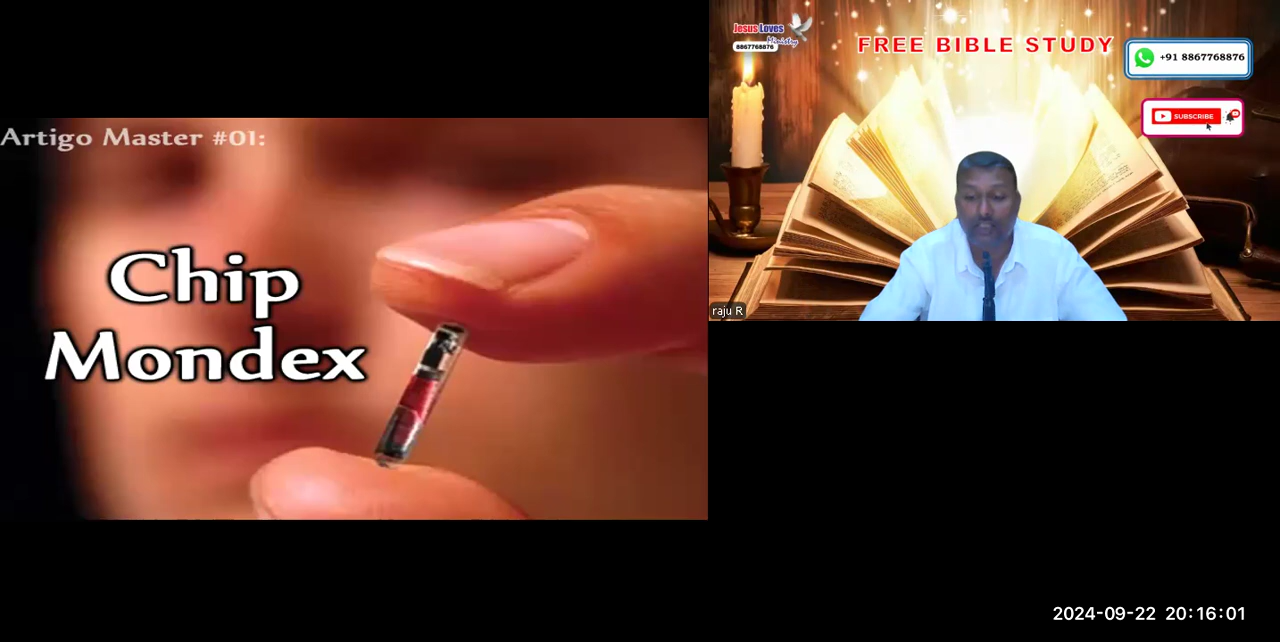 Artigo Master #01:
Chip
Mondex
Jesus Loves
Ministry
8867768876
FREE BIBLE STUDY
+91 8867768876
SUBSCRIBE
raju R
2024-09-22 20:16:01